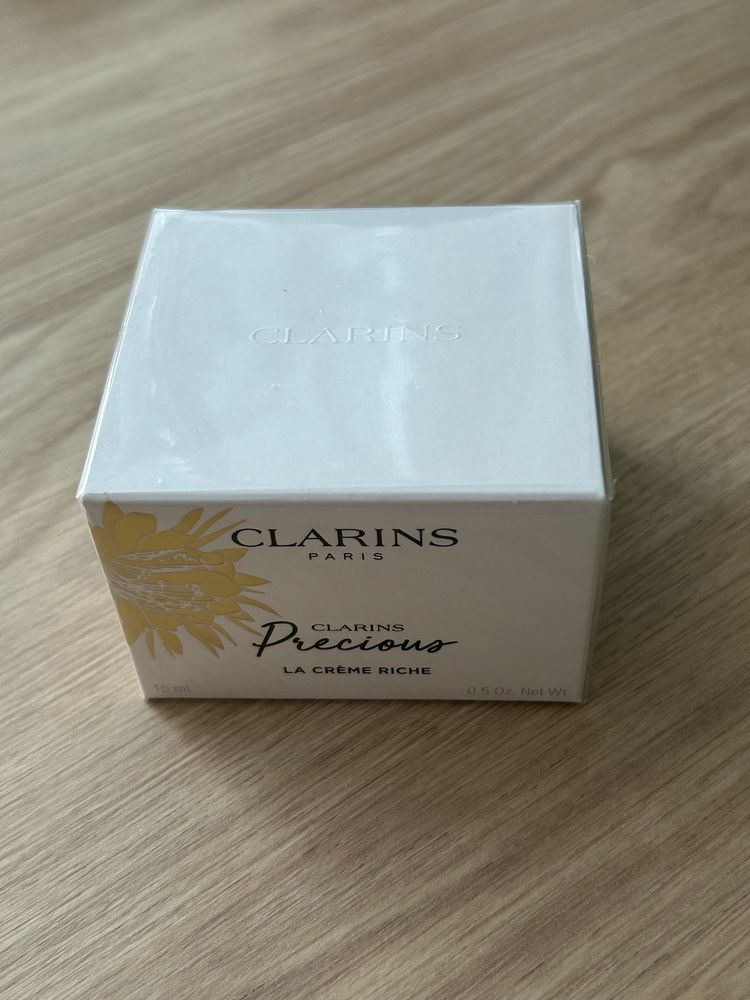 CLARINS
CLARINS
PARIS
CLARINS
Precious
LA CRÈME RICHE
15 mL
0.5 Oz. Net Wt.